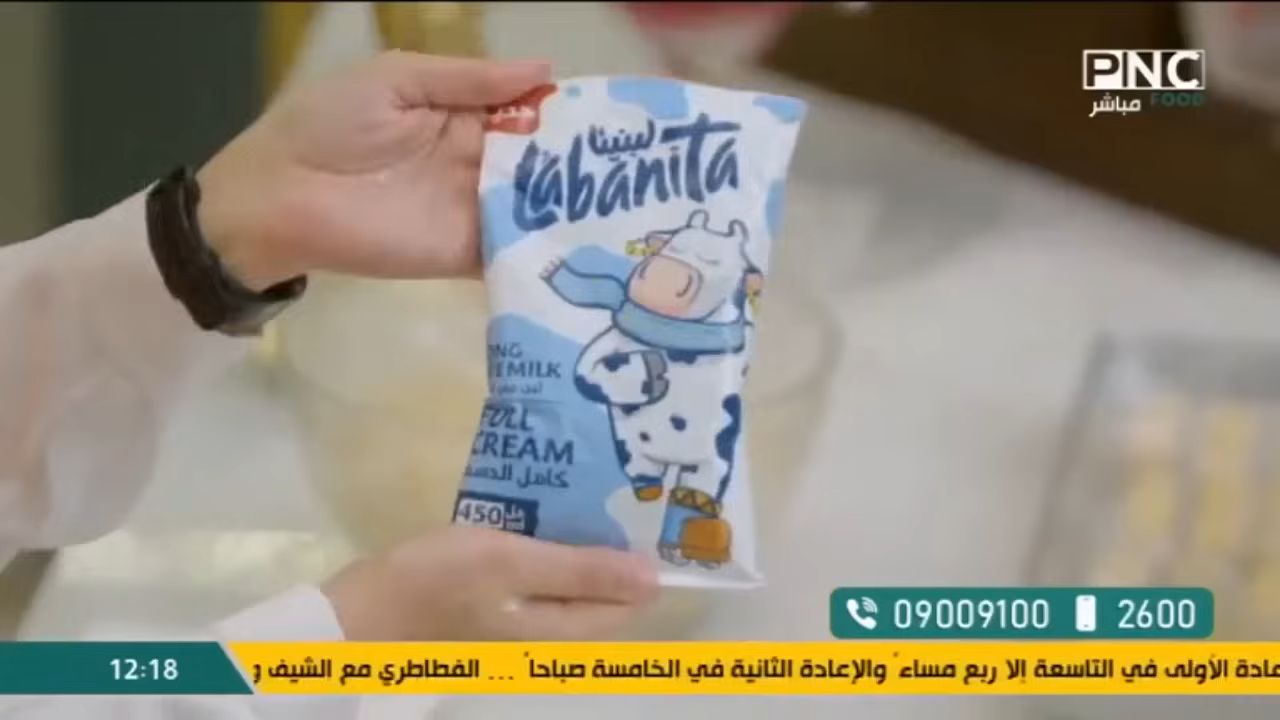 PNC
FOOD
مباشر
لبنيتا
Labanita
MILK
FULL
CREAM
كامل الدسم
450
09009100
2600
12:18
الأولى في التاسعة إلا ربع مساءً والإعادة الثانية في الخامسة صباحاً ... الفطاطري مع الشيف و